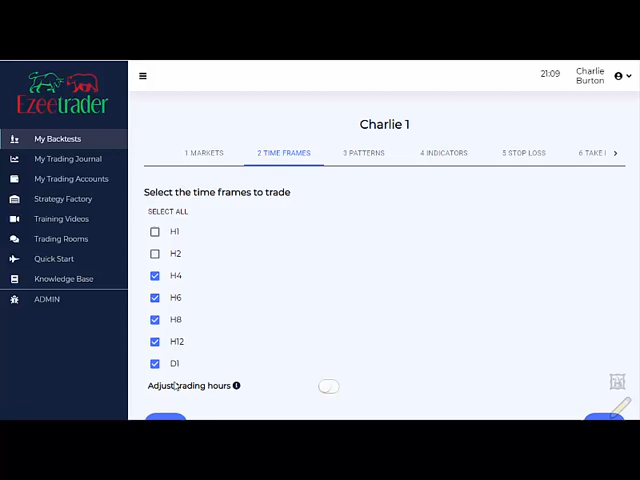 Ezeetrader
21:09
Charlie
Burton
My Backtests
My Trading Journal
My Trading Accounts
Strategy Factory
Training Videos
Trading Rooms
Quick Start
Knowledge Base
ADMIN
Charlie 1
1 MARKETS
2 TIME FRAMES
3 PATTERNS
4 INDICATORS
5 STOP LOSS
6 TAKE
Select the time frames to trade
SELECT ALL
H1
H2
H4
H6
H8
H12
D1
Adjust trading hours